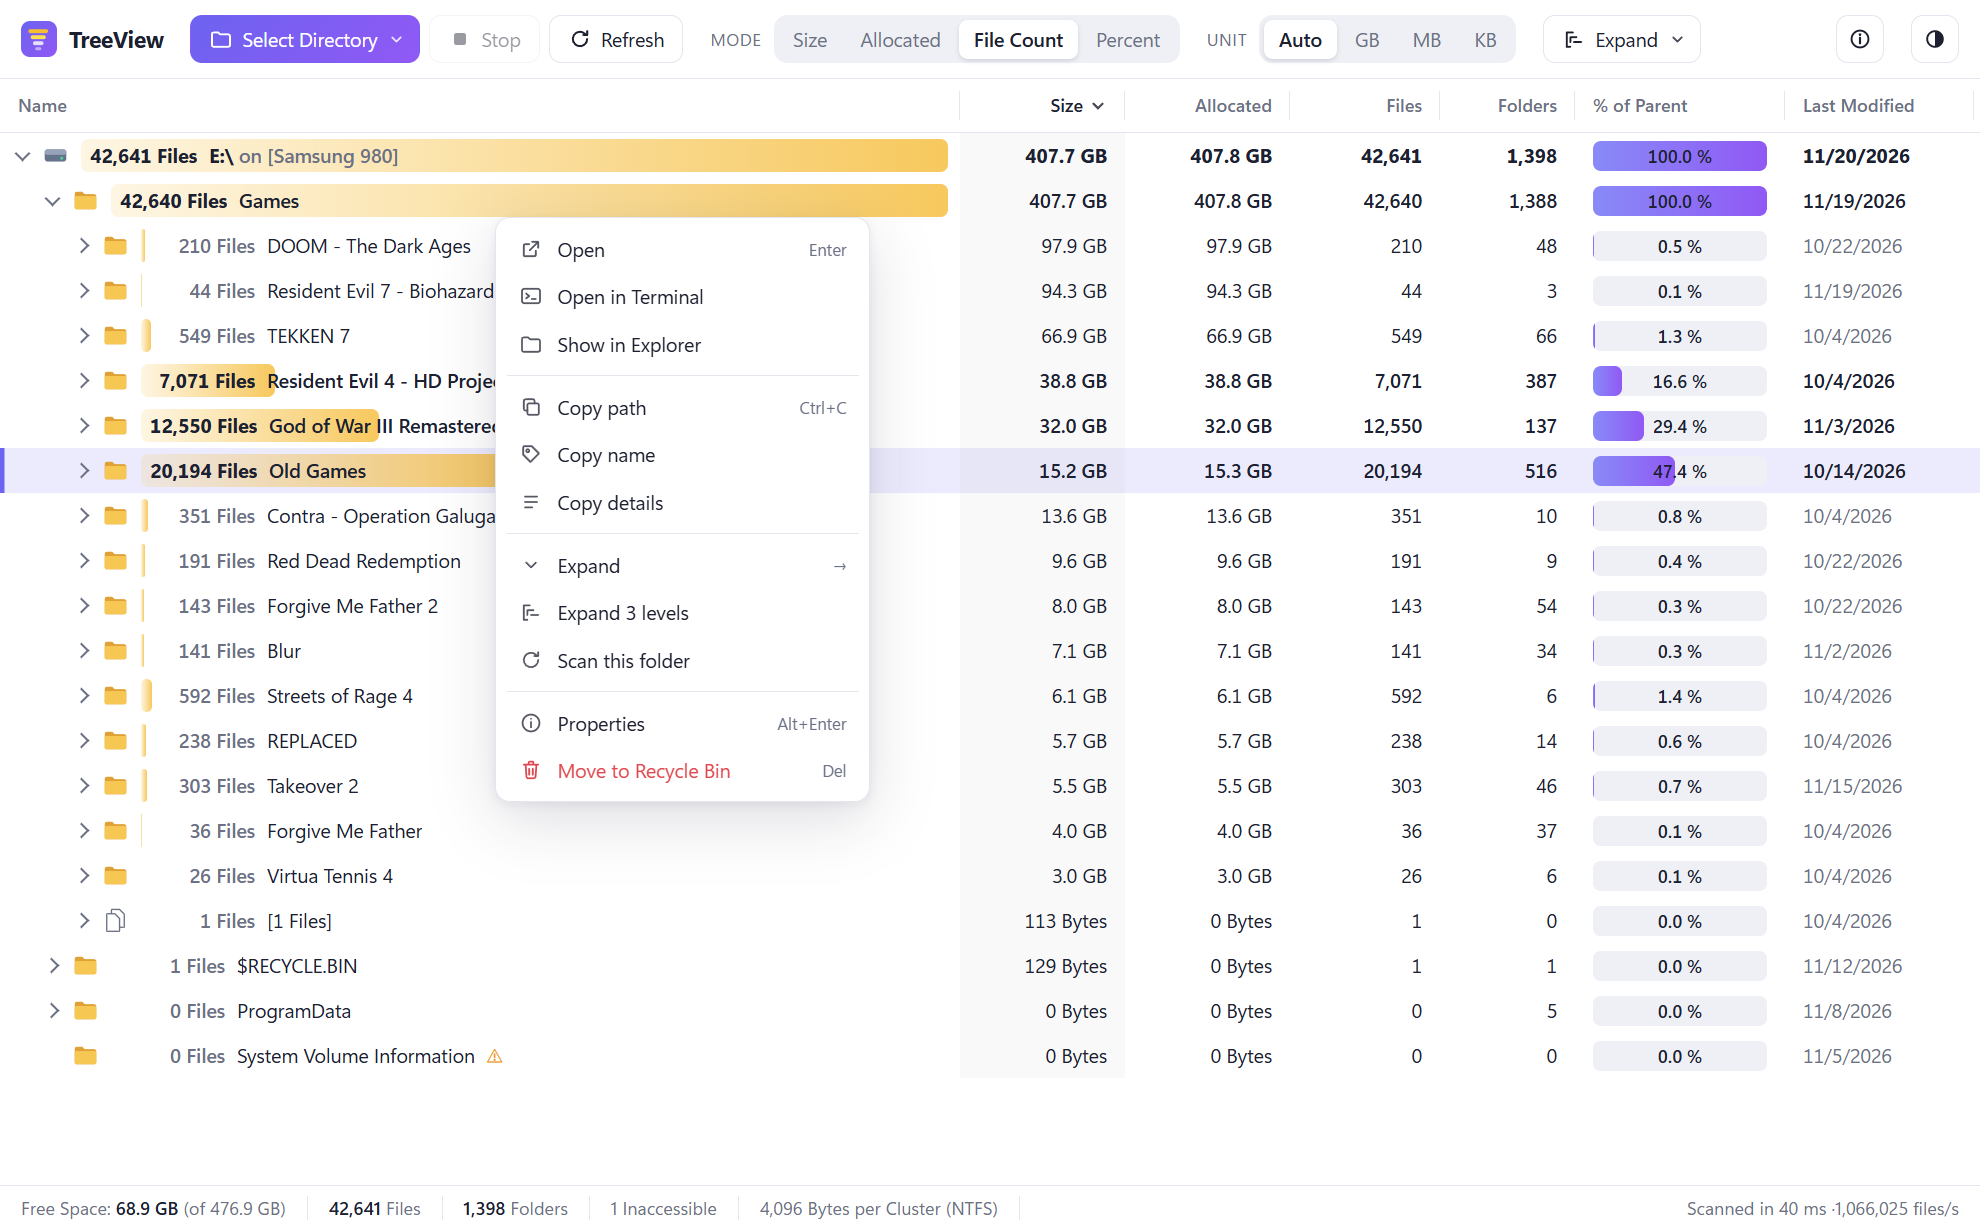 TreeView Select Directory Stop Refresh MODE Size Allocated File Count Percent UNIT Auto GB MB KB Expand
Name Size Allocated Files Folders % of Parent Last Modified
42,641 Files E:\ on [Samsung 980] 407.7 GB 407.8 GB 42,641 1,398 100.0 % 11/20/2026
42,640 Files Games 407.7 GB 407.8 GB 42,640 1,388 100.0 % 11/19/2026
210 Files DOOM - The Dark Ages 97.9 GB 97.9 GB 210 48 0.5 % 10/22/2026
44 Files Resident Evil 7 - Biohazard 94.3 GB 94.3 GB 44 3 0.1 % 11/19/2026
549 Files TEKKEN 7 66.9 GB 66.9 GB 549 66 1.3 % 10/4/2026
7,071 Files Resident Evil 4 - HD Proje 38.8 GB 38.8 GB 7,071 387 16.6 % 10/4/2026
12,550 Files God of War III Remastered 32.0 GB 32.0 GB 12,550 137 29.4 % 11/3/2026
20,194 Files Old Games 15.2 GB 15.3 GB 20,194 516 47.4 % 10/14/2026
351 Files Contra - Operation Galuga 13.6 GB 13.6 GB 351 10 0.8 % 10/4/2026
191 Files Red Dead Redemption 9.6 GB 9.6 GB 191 9 0.4 % 10/22/2026
143 Files Forgive Me Father 2 8.0 GB 8.0 GB 143 54 0.3 % 10/22/2026
141 Files Blur 7.1 GB 7.1 GB 141 34 0.3 % 11/2/2026
592 Files Streets of Rage 4 6.1 GB 6.1 GB 592 6 1.4 % 10/4/2026
238 Files REPLACED 5.7 GB 5.7 GB 238 14 0.6 % 10/4/2026
303 Files Takeover 2 5.5 GB 5.5 GB 303 46 0.7 % 11/15/2026
36 Files Forgive Me Father 4.0 GB 4.0 GB 36 37 0.1 % 10/4/2026
26 Files Virtua Tennis 4 3.0 GB 3.0 GB 26 6 0.1 % 10/4/2026
1 Files [1 Files] 113 Bytes 0 Bytes 1 0 0.0 % 10/4/2026
1 Files $RECYCLE.BIN 129 Bytes 0 Bytes 1 1 0.0 % 11/12/2026
0 Files ProgramData 0 Bytes 0 Bytes 0 5 0.0 % 11/8/2026
0 Files System Volume Information 0 Bytes 0 Bytes 0 0 0.0 % 11/5/2026
Open Enter
Open in Terminal
Show in Explorer
Copy path Ctrl+C
Copy name
Copy details
Expand →
Expand 3 levels
Scan this folder
Properties Alt+Enter
Move to Recycle Bin Del
Free Space: 68.9 GB (of 476.9 GB) 42,641 Files 1,398 Folders 1 Inaccessible 4,096 Bytes per Cluster (NTFS) Scanned in 40 ms ·1,066,025 files/s